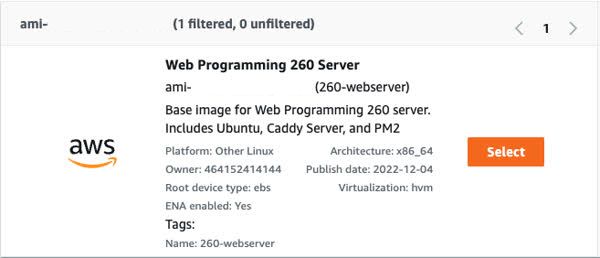 ami- (1 filtered, 0 unfiltered)
< 1 >
Web Programming 260 Server
ami- (260-webserver)
Base image for Web Programming 260 server.
Includes Ubuntu, Caddy Server, and PM2
aws
Platform: Other Linux Architecture: x86_64
Select
Owner: 464152414144 Publish date: 2022-12-04
Root device type: ebs Virtualization: hvm
ENA enabled: Yes
Tags:
Name: 260-webserver